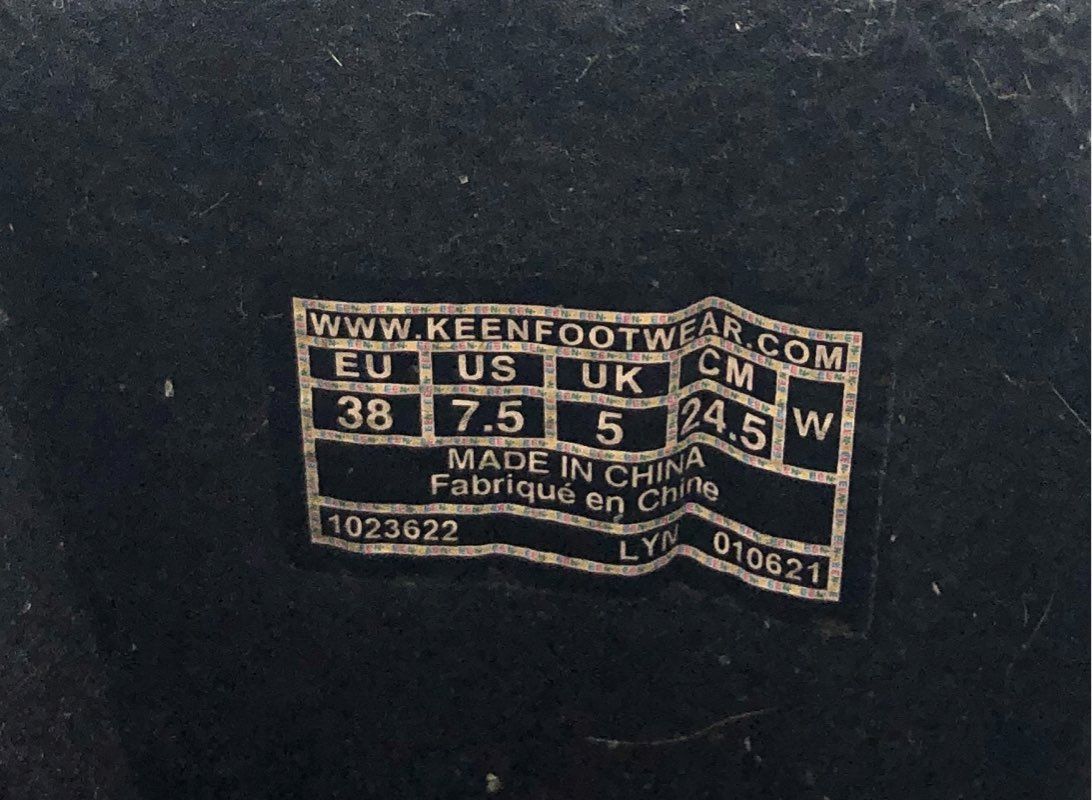 WWW.KEENFOOTWEAR.COM
EU US UK CM W
38 7.5 5 24.5
MADE IN CHINA
Fabriqué en Chine
1023622 LYN 010621